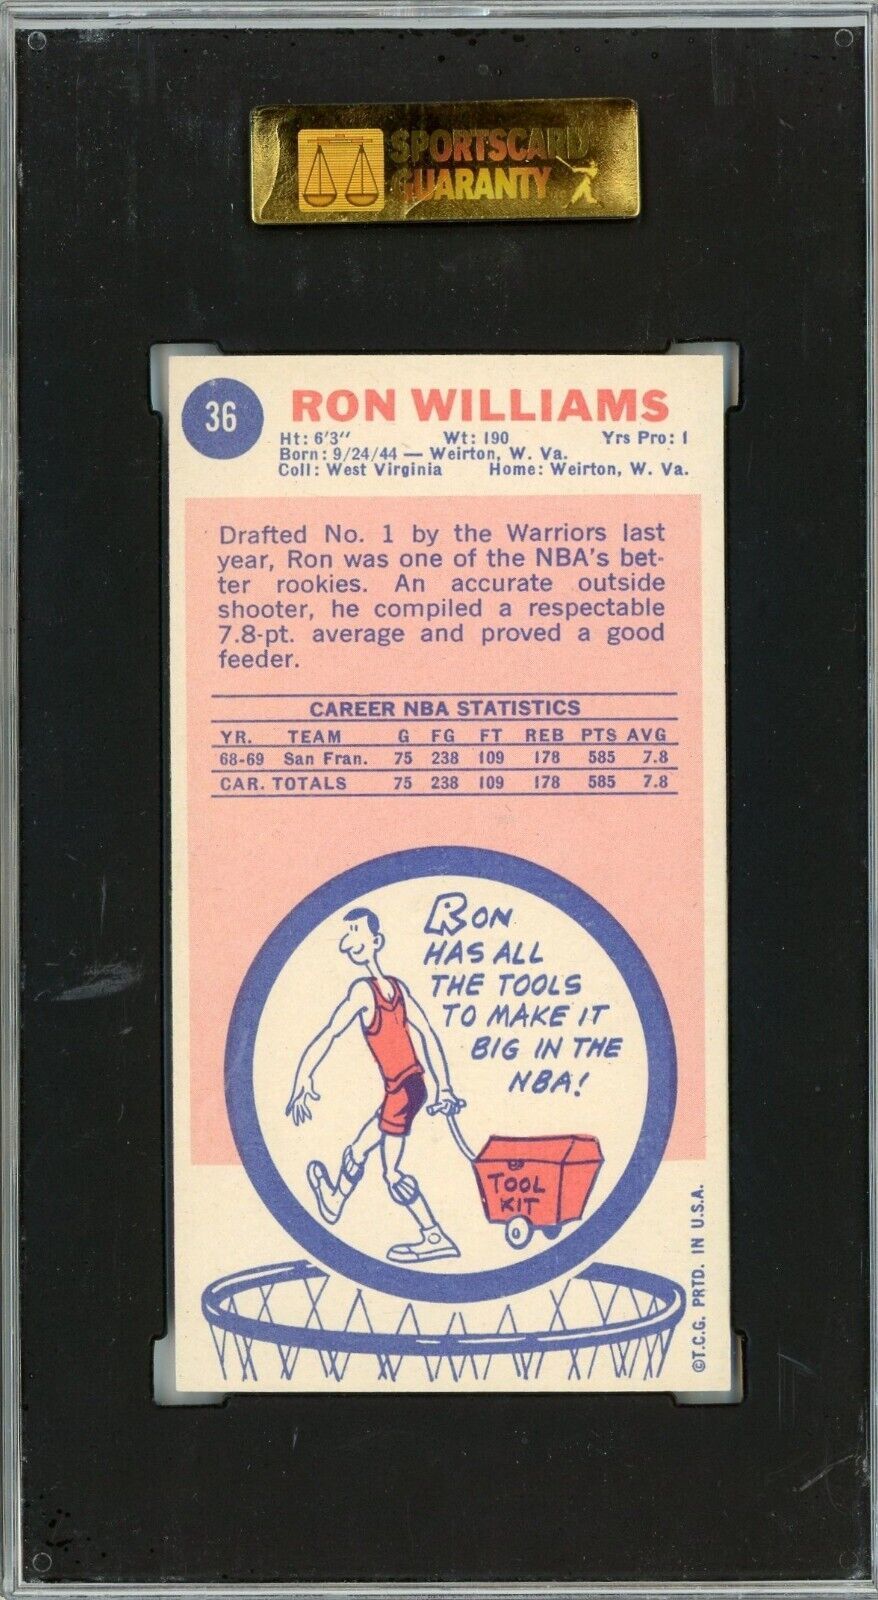 SPORTSCARD
GUARANTY
36
RON WILLIAMS
Ht: 6'3" Wt: 190 Yrs Pro: 1
Born: 9/24/44 — Weirton, W. Va.
Coll: West Virginia Home: Weirton, W. Va.
Drafted No. 1 by the Warriors last
year, Ron was one of the NBA's bet-
ter rookies. An accurate outside
shooter, he compiled a respectable
7.8-pt. average and proved a good
feeder.
CAREER NBA STATISTICS
YR. TEAM G FG FT REB PTS AVG
68-69 San Fran. 75 238 109 178 585 7.8
CAR. TOTALS 75 238 109 178 585 7.8
RON
HAS ALL
THE TOOLS
TO MAKE IT
BIG IN THE
NBA!
TOOL
KIT
©T.C.G. PRTD. IN U.S.A.